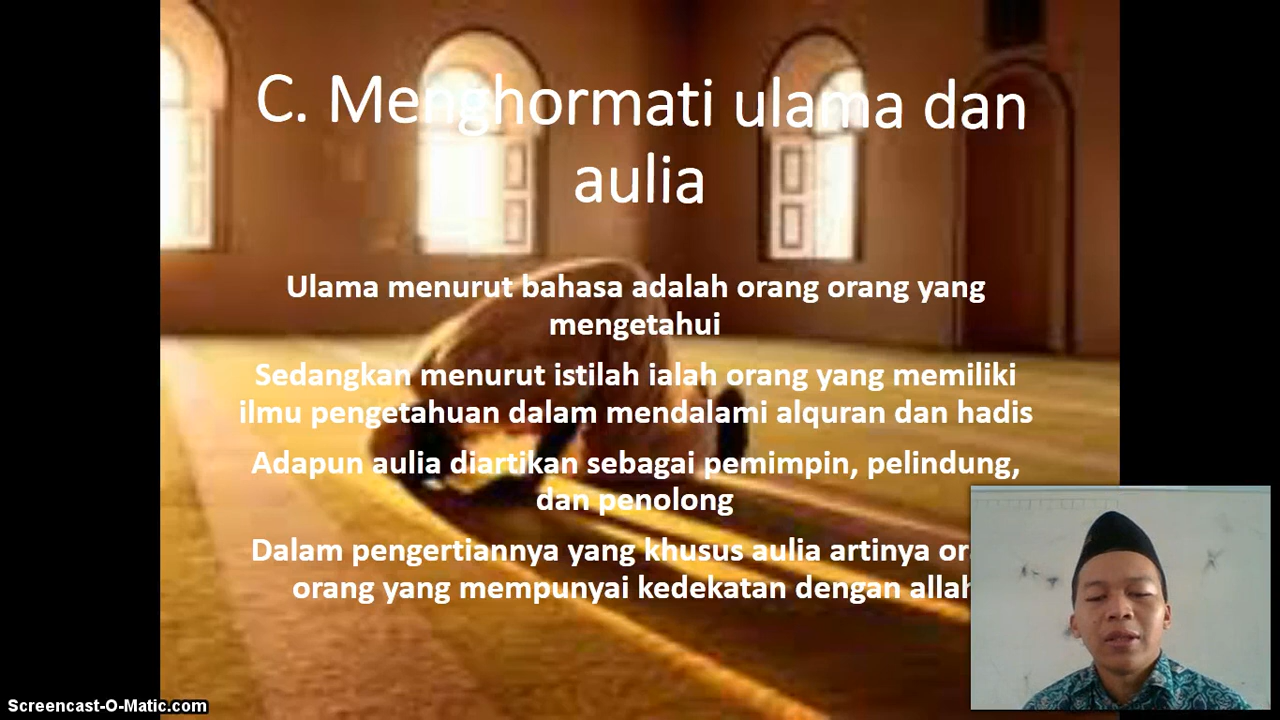 C. Menghormati ulama dan
aulia
Ulama menurut bahasa adalah orang orang yang
mengetahui
Sedangkan menurut istilah ialah orang yang memiliki
ilmu pengetahuan dalam mendalami alquran dan hadis
Adapun aulia diartikan sebagai pemimpin, pelindung,
dan penolong
Dalam pengertiannya yang khusus aulia artinya
orang yang mempunyai kedekatan dengan allah
Screencast-O-Matic.com